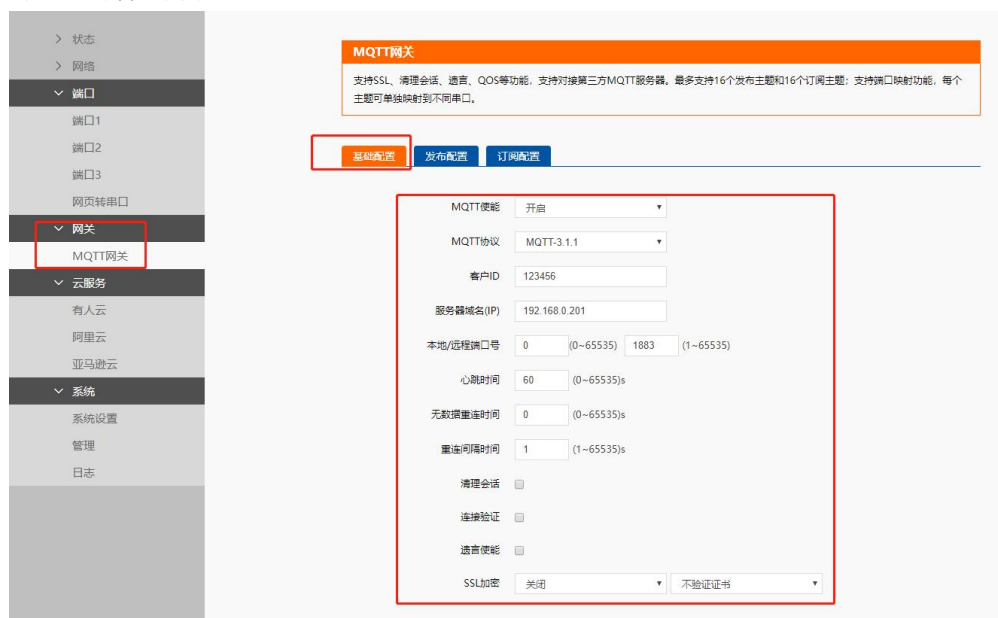 状态
网络
端口
端口1
端口2
端口3
网页转串口
网关
MQTT网关
云服务
有人云
阿里云
亚马逊云
系统
系统设置
管理
日志
MQTT网关
支持SSL、清理会话、遗言、QOS等功能，支持对接第三方MQTT服务器。最多支持16个发布主题和16个订阅主题；支持端口映射功能，每个
主题可单独映射到不同串口。
基础配置 发布配置 订阅配置
MQTT使能 开启
MQTT协议 MQTT-3.1.1
客户ID 123456
服务器域名(IP) 192.168.0.201
本地/远程端口号 0 (0~65535) 1883 (1~65535)
心跳时间 60 (0~65535)s
无数据重连时间 0 (0~65535)s
重连间隔时间 1 (1~65535)s
清理会话
连接验证
遗言使能
SSL加密 关闭 不验证证书